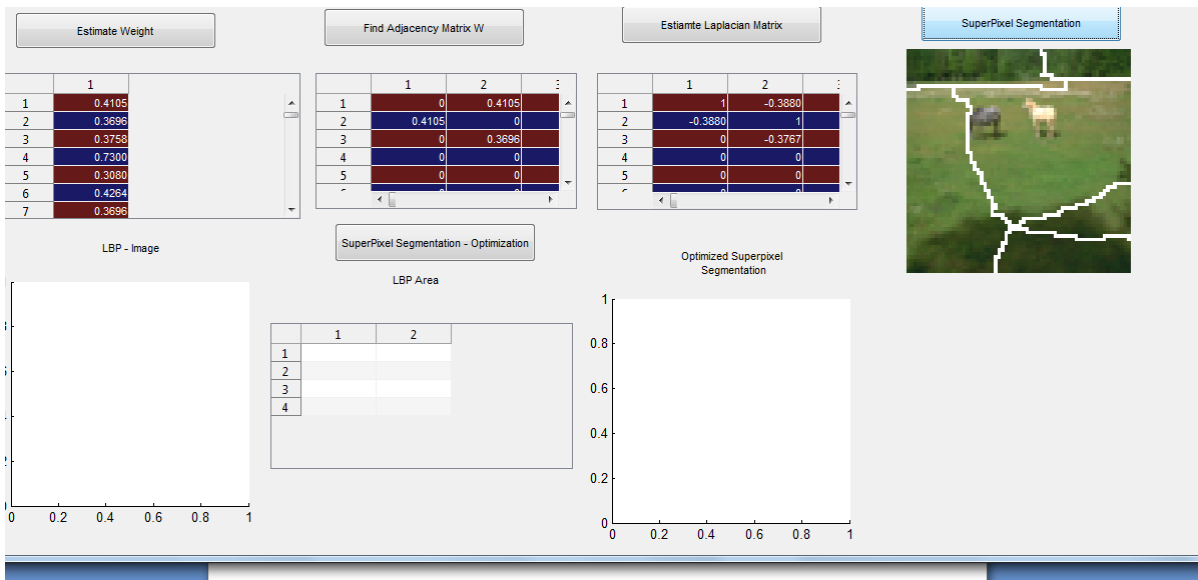 Estimate Weight
Find Adjacency Matrix W
Estiamte Laplacian Matrix
SuperPixel Segmentation
1
1 0.4105
2 0.3696
3 0.3758
4 0.7300
5 0.3080
6 0.4264
7 0.3696
1 2
1 0 0.4105
2 0.4105 0
3 0 0.3696
4 0 0
5 0 0
1 2
1 1 -0.3880
2 -0.3880 1
3 0 -0.3767
4 0 0
5 0 0
SuperPixel Segmentation - Optimization
LBP - Image
0 0.2 0.4 0.6 0.8 1
LBP Area
1 2
1
2
3
4
Optimized Superpixel
Segmentation
1
0.8
0.6
0.4
0.2
0
0 0.2 0.4 0.6 0.8 1